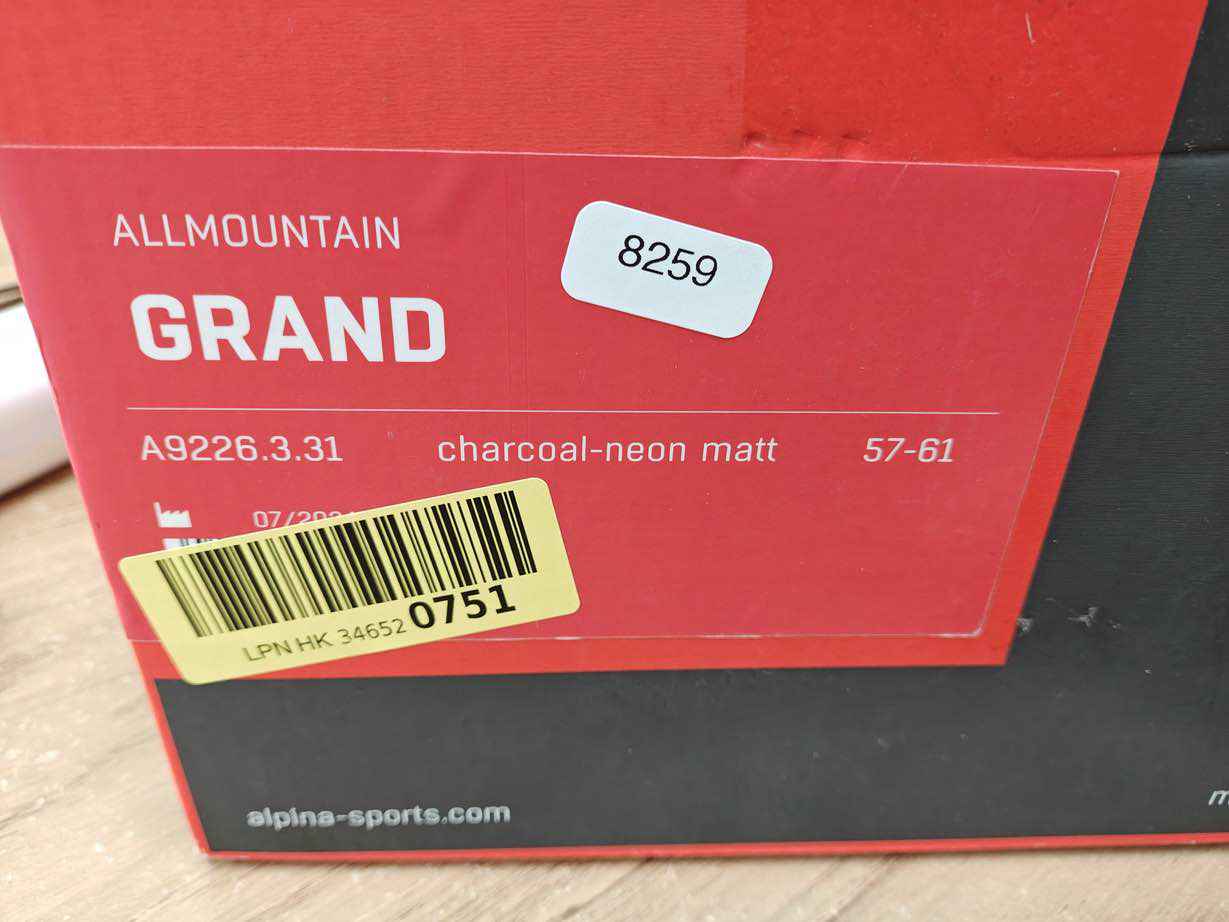 ALLMOUNTAIN
8259
GRAND
A9226.3.31 charcoal-neon matt 57-61
LPN HK 34652 0751
alpina-sports.com